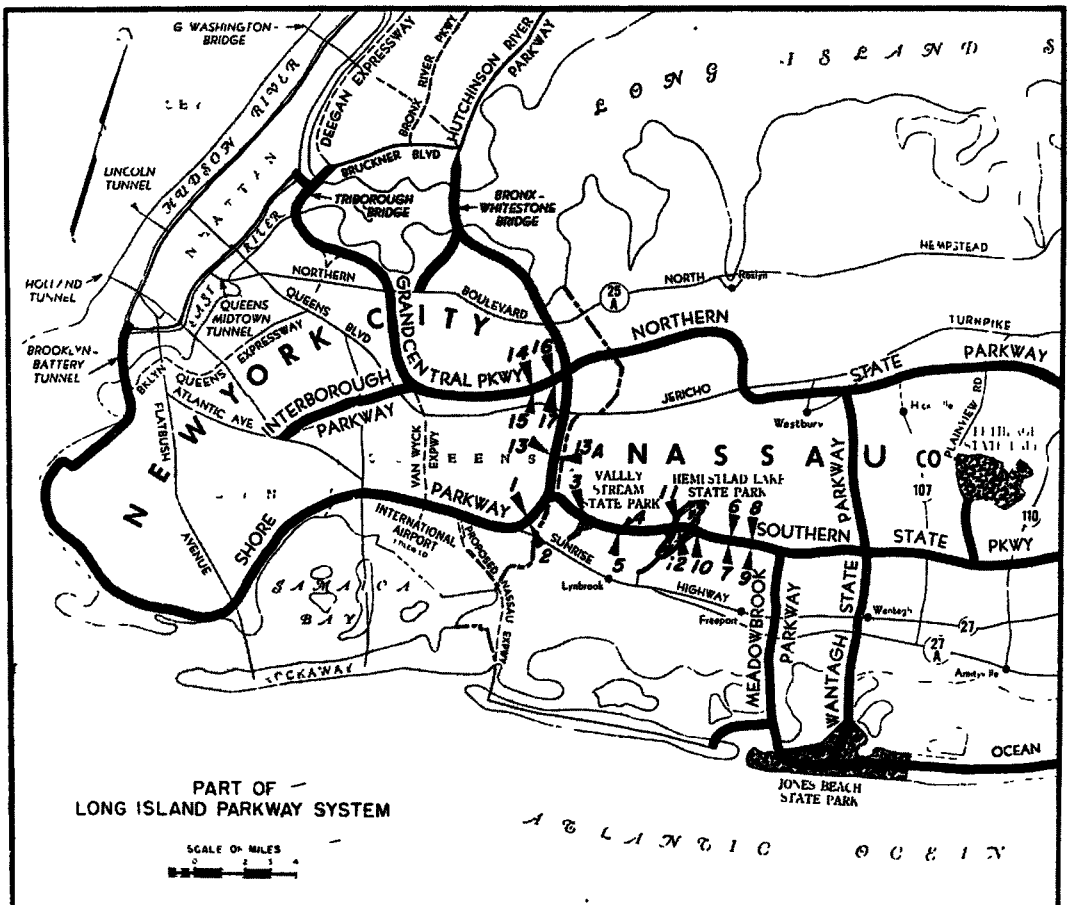 G WASHINGTON-
BRIDGE
HUDSON RIVER
DEEGAN EXPRESSWAY
BRONX RIVER PKWY
HUTCHINSON RIVER
PARKWAY
LONG ISLAND S
LINCOLN
TUNNEL
BRUCKNER BLVD
TRIBOROUGH
BRIDGE
BRONX-
WHITESTONE
BRIDGE
HOLLAND
TUNNEL
EAST RIVER
QUEENS
MIDTOWN
TUNNEL
BROOKLYN-
BATTERY
TUNNEL
NORTHERN
BOULEVARD
25
A
NORTH
Roslyn
HEMPSTEAD
TURNPIKE
QUEENS
BLVD
BKLYN
QUEENS
EXPRESSWAY
NEW YORK CITY
GRAND CENTRAL PKWY
14
16
15
17
NORTHERN
STATE
PARKWAY
JERICHO
Westbury
ATLANTIC AVE
FLATBUSH
AVENUE
INTERBOROUGH
PARKWAY
VAN WYCK
EXPWY
13
13A
NASSAU CO
PLAINVIEW RD
107
110
SHORE
PARKWAY
1
2
3
VALLEY
STREAM
STATE PARK
4
5
HEMPSTEAD LAKE
STATE PARK
11
12
10
6
8
7
9
SOUTHERN
STATE
PKWY
INTERNATIONAL
AIRPORT
PROPOSED
NASSAU EXPWY
SUNRISE
HIGHWAY
Lynbrook
Freeport
Wantagh
27
27
A
JAMAICA
BAY
ROCKAWAY
MEADOWBROOK
PARKWAY
WANTAGH
STATE
PARKWAY
OCEAN
JONES BEACH
STATE PARK
PART OF
LONG ISLAND PARKWAY SYSTEM
SCALE OF MILES
0 2 3 4
ATLANTIC OCEAN